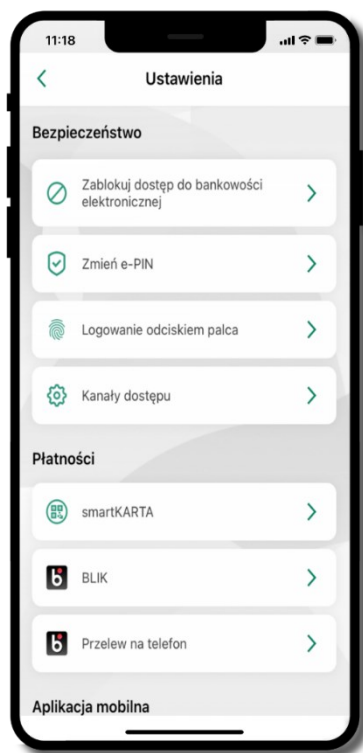 11:18
Ustawienia
Bezpieczeństwo
Zablokuj dostęp do bankowości
elektronicznej
Zmień e-PIN
Logowanie odciskiem palca
Kanały dostępu
Płatności
smartKARTA
BLIK
Przelew na telefon
Aplikacja mobilna